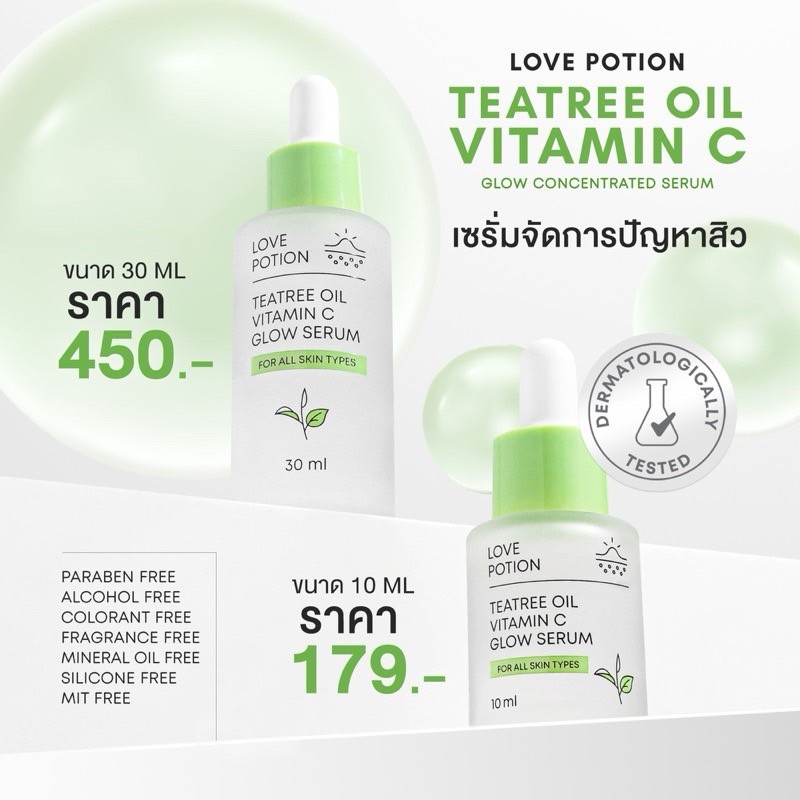 LOVE POTION
TEATREE OIL
VITAMIN C
GLOW CONCENTRATED SERUM
เซรั่มจัดการปัญหาสิว
ขนาด 30 ML
ราคา
450.-
LOVE
POTION
TEATREE OIL
VITAMIN C
GLOW SERUM
FOR ALL SKIN TYPES
30 ml
DERMATOLOGICALLY
TESTED
PARABEN FREE
ALCOHOL FREE
COLORANT FREE
FRAGRANCE FREE
MINERAL OIL FREE
SILICONE FREE
MIT FREE
ขนาด 10 ML
ราคา
179.-
LOVE
POTION
TEATREE OIL
VITAMIN C
GLOW SERUM
FOR ALL SKIN TYPES
10 ml